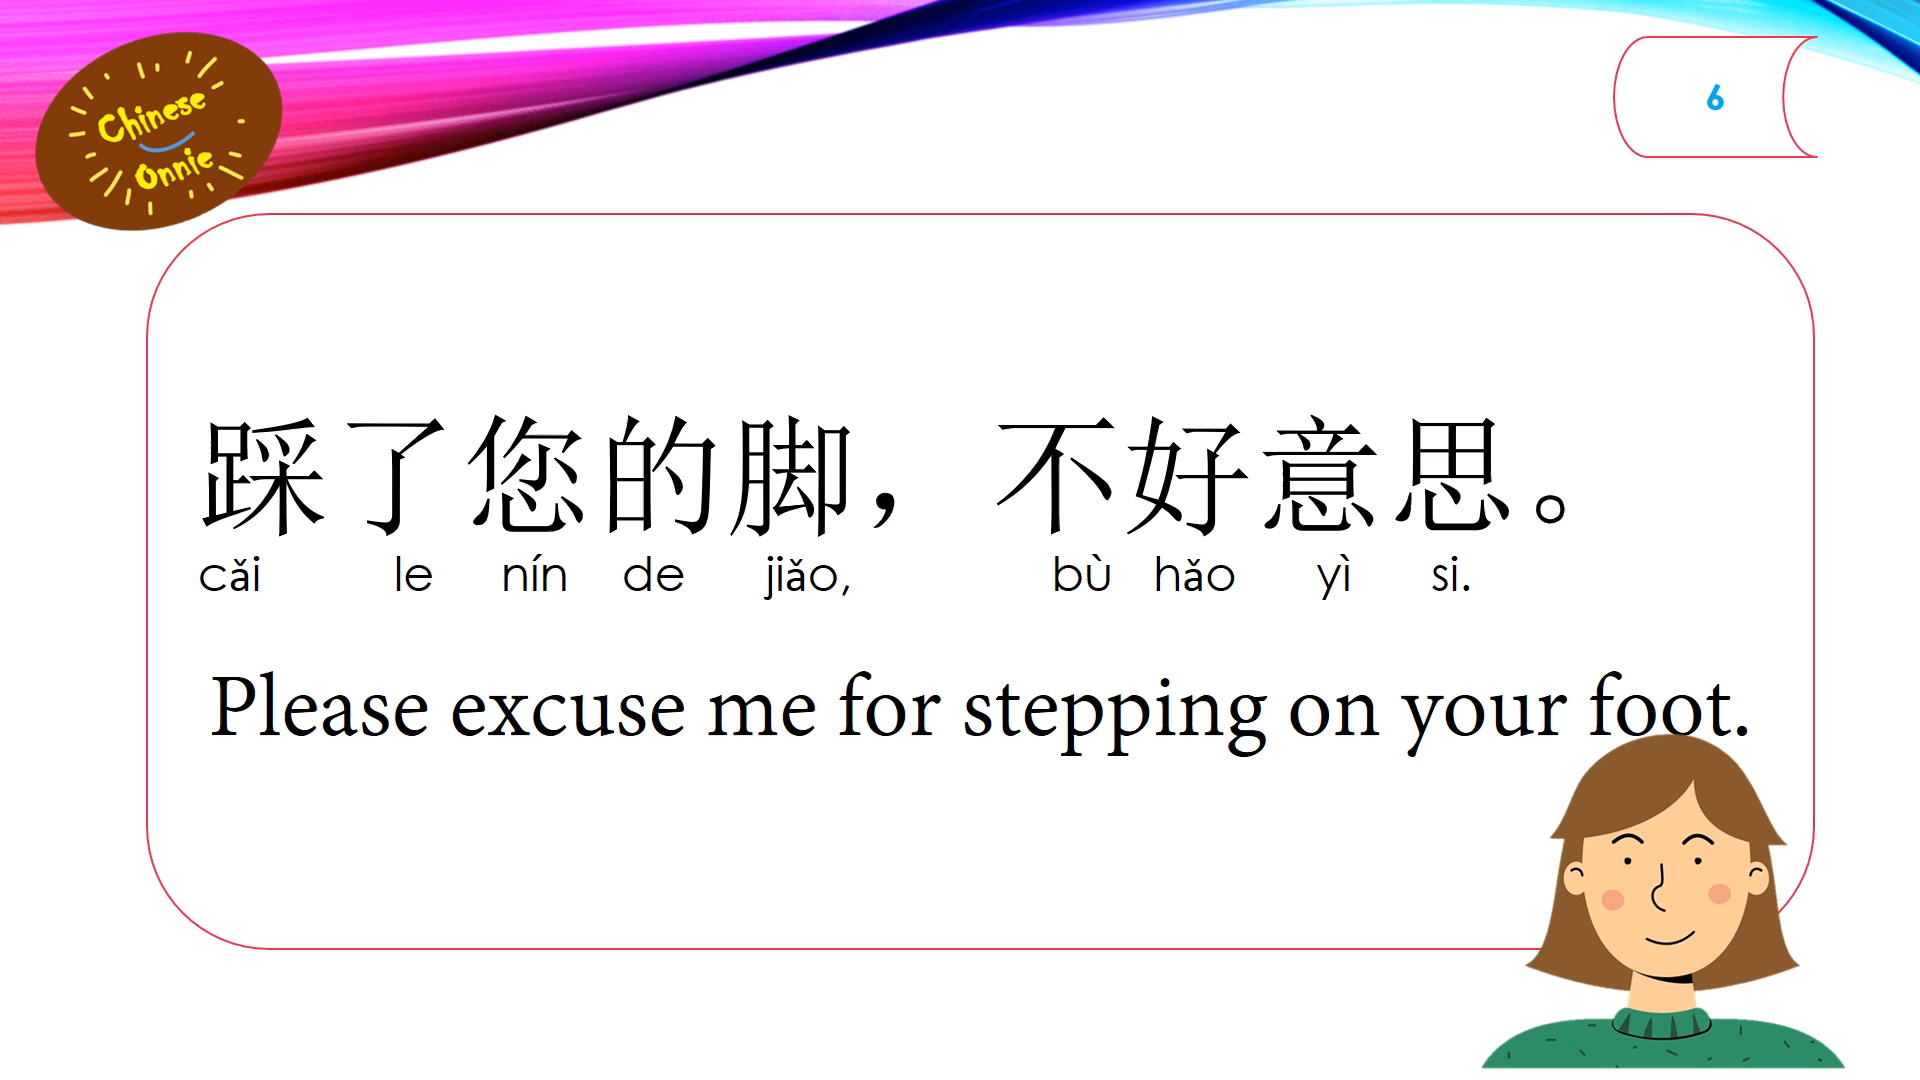 Chinese
Onnie
6
踩了您的脚，不好意思。
cǎi le nín de jiǎo, bù hǎo yì si.
Please excuse me for stepping on your foot.